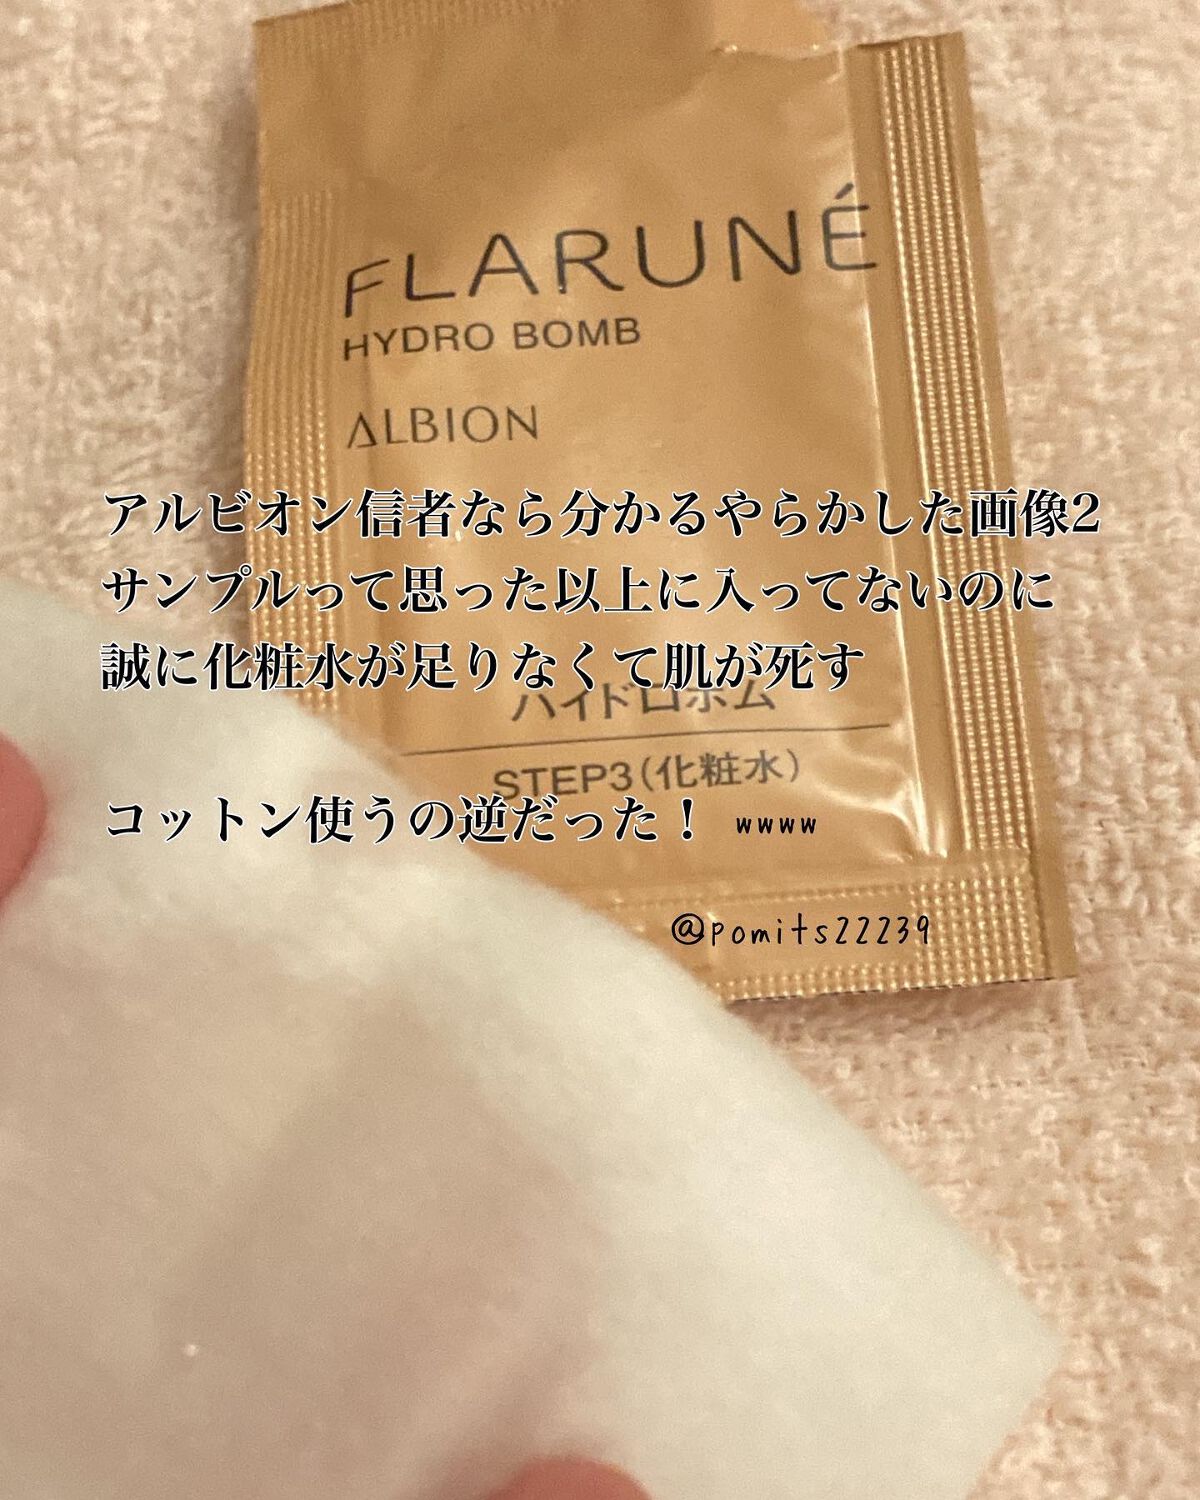 FLARUNÉ
HYDRO BOMB
ALBION
アルビオン信者なら分かるやらかした画像2
サンプルって思った以上に入ってないのに
誠に化粧水が足りなくて肌が死す
ハイドロボム
STEP3(化粧水)
コットン使うの逆だった！ wwww
@pomits22239